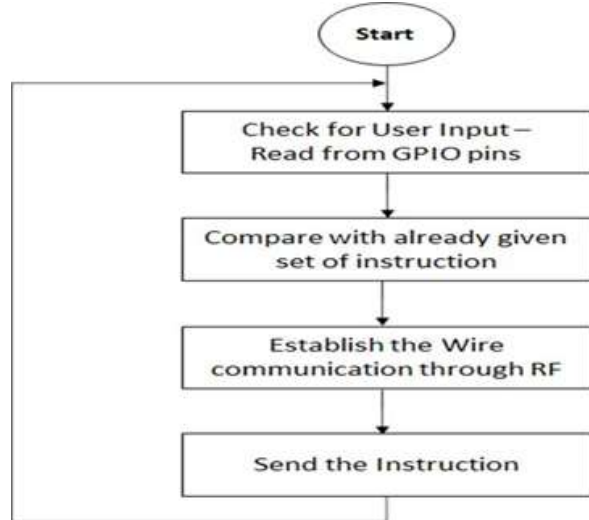 Start
Check for User Input –
Read from GPIO pins
Compare with already given
set of instruction
Establish the Wire
communication through RF
Send the Instruction